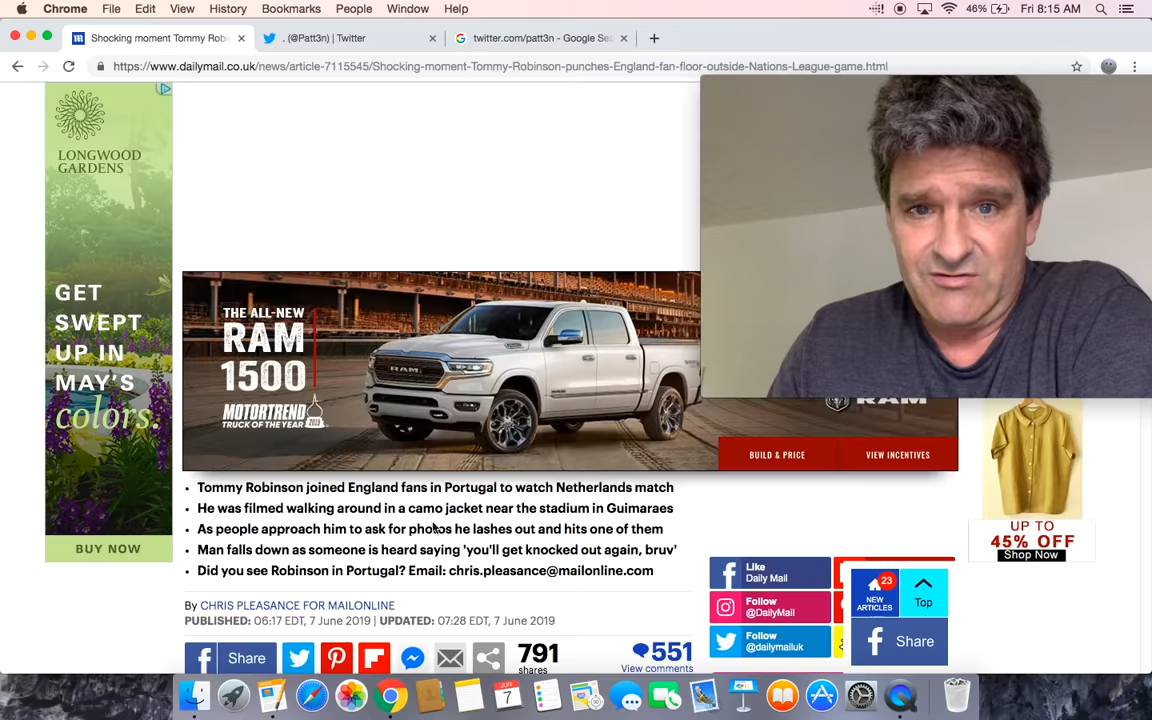 Chrome File Edit View History Bookmarks People Window Help 46% Fri 8:15 AM
Shocking moment Tommy Robi
. (@Patt3n) | Twitter
twitter.com/patt3n - Google Sea
https://www.dailymail.co.uk/news/article-7115545/Shocking-moment-Tommy-Robinson-punches-England-fan-floor-outside-Nations-League-game.html
LONGWOOD
GARDENS
GET
SWEPT
UP IN
MAY'S
colors.
BUY NOW
THE ALL-NEW
RAM
1500
MOTORTREND
TRUCK OF THE YEAR 2019
RAM
RAM
BUILD & PRICE
VIEW INCENTIVES
• Tommy Robinson joined England fans in Portugal to watch Netherlands match
• He was filmed walking around in a camo jacket near the stadium in Guimaraes
• As people approach him to ask for photos he lashes out and hits one of them
• Man falls down as someone is heard saying 'you'll get knocked out again, bruv'
• Did you see Robinson in Portugal? Email: chris.pleasance@mailonline.com
By CHRIS PLEASANCE FOR MAILONLINE
PUBLISHED: 06:17 EDT, 7 June 2019 | UPDATED: 07:28 EDT, 7 June 2019
Share
791
shares
551
View comments
Like
Daily Mail
Follow
@DailyMail
Follow
@dailymailuk
23
NEW
ARTICLES
Top
Share
UP TO
45% OFF
Shop Now
JUN
7